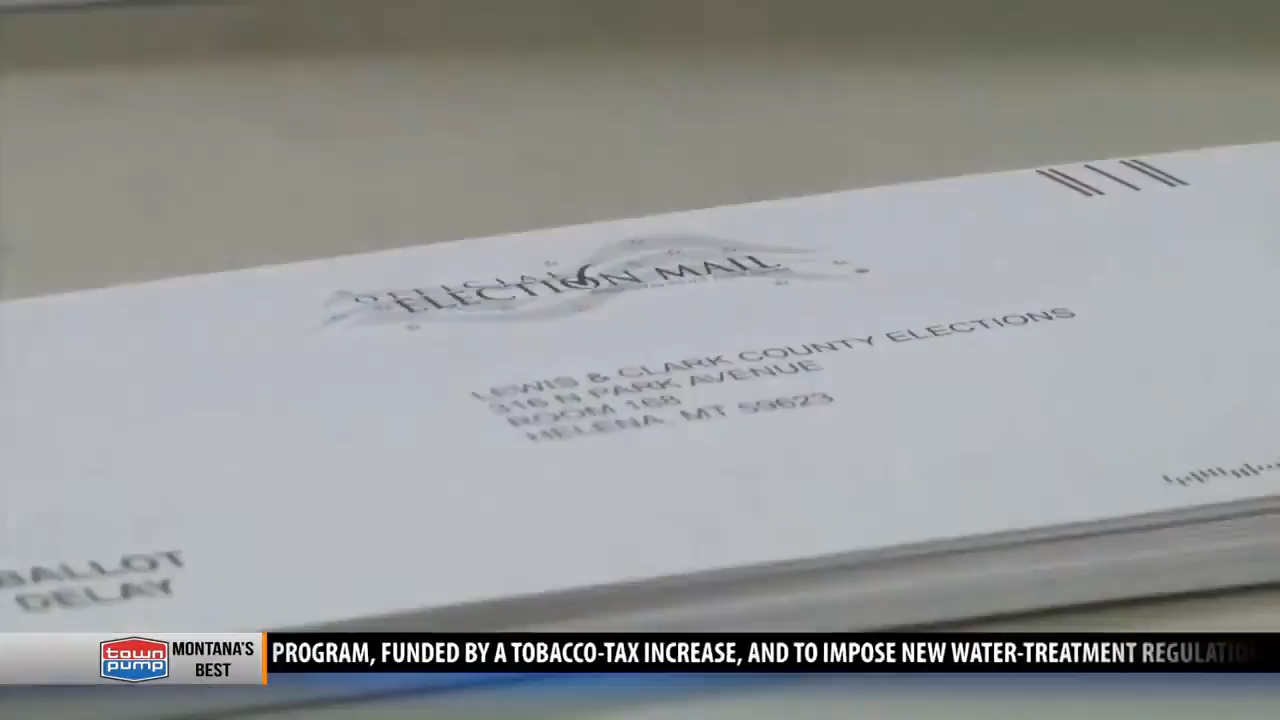 OFFICIAL
ELECTION MAIL
LEWIS & CLARK COUNTY ELECTIONS
316 N PARK AVENUE
ROOM 168
HELENA, MT 59623
BALLOT
DELAY
town
pump
MONTANA'S
BEST
PROGRAM, FUNDED BY A TOBACCO-TAX INCREASE, AND TO IMPOSE NEW WATER-TREATMENT